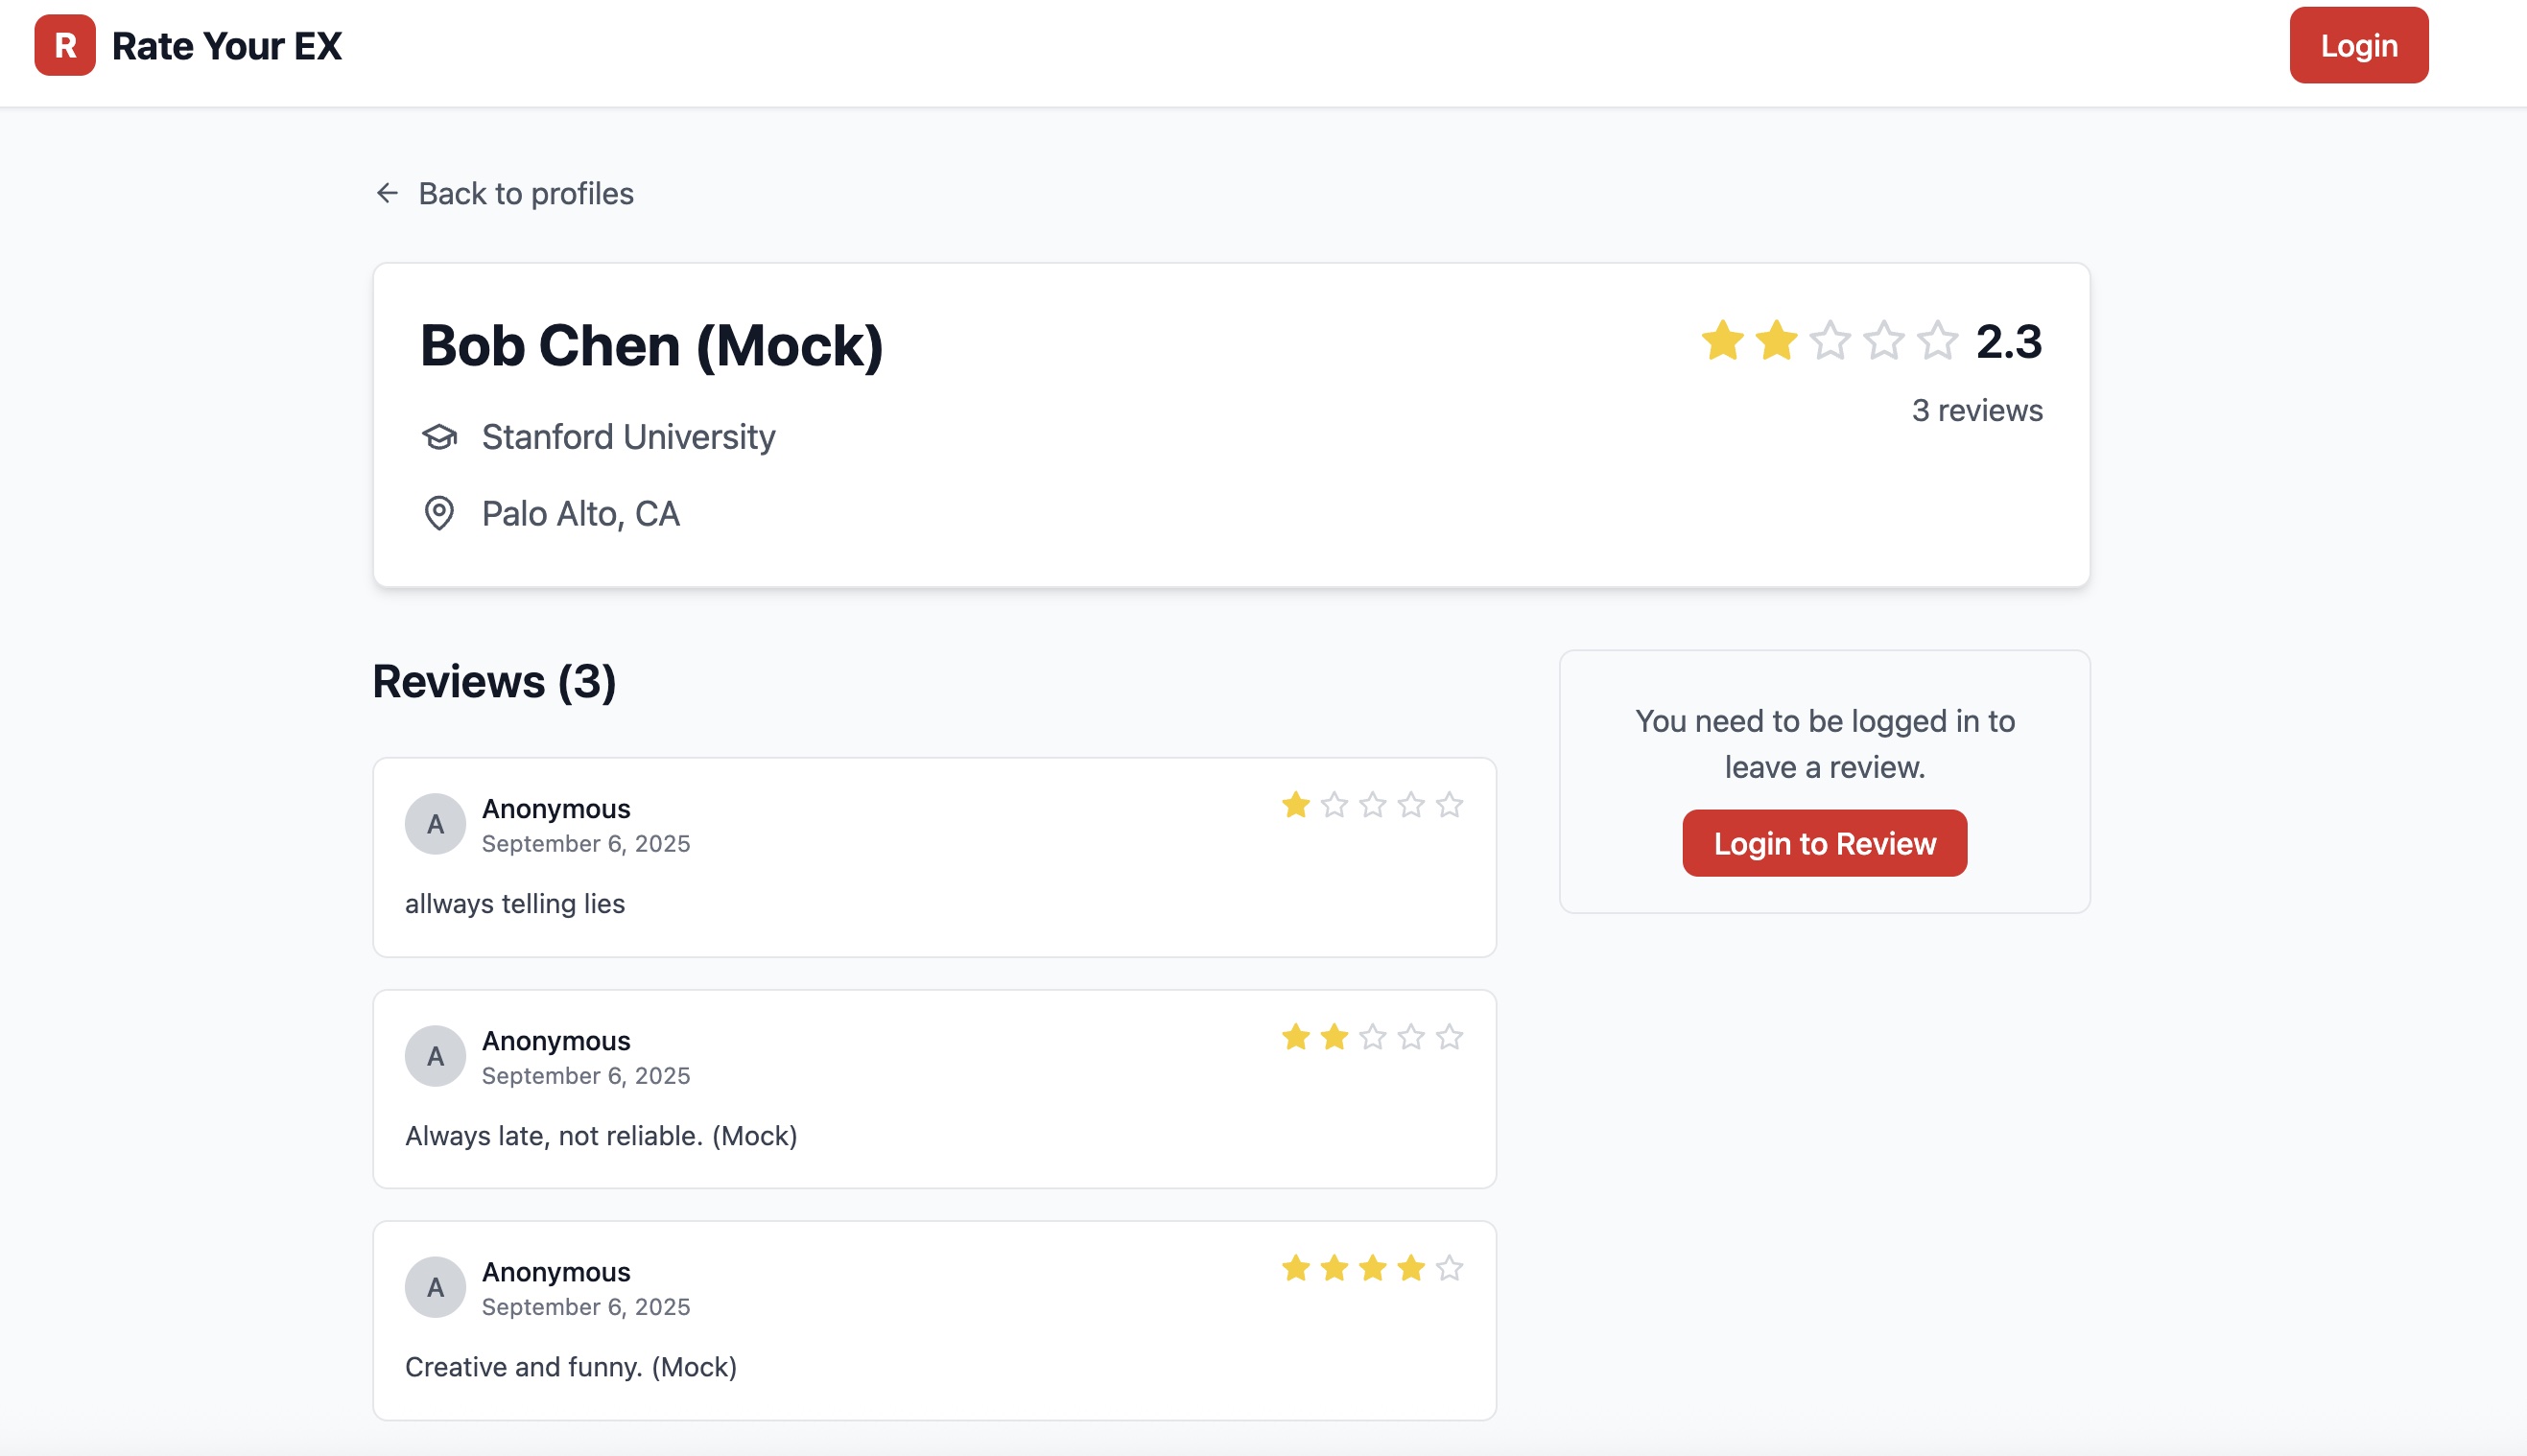 R Rate Your EX
Login
← Back to profiles
Bob Chen (Mock)
2.3
Stanford University
3 reviews
Palo Alto, CA
Reviews (3)
You need to be logged in to
leave a review.
Login to Review
A
Anonymous
September 6, 2025
allways telling lies
A
Anonymous
September 6, 2025
Always late, not reliable. (Mock)
A
Anonymous
September 6, 2025
Creative and funny. (Mock)